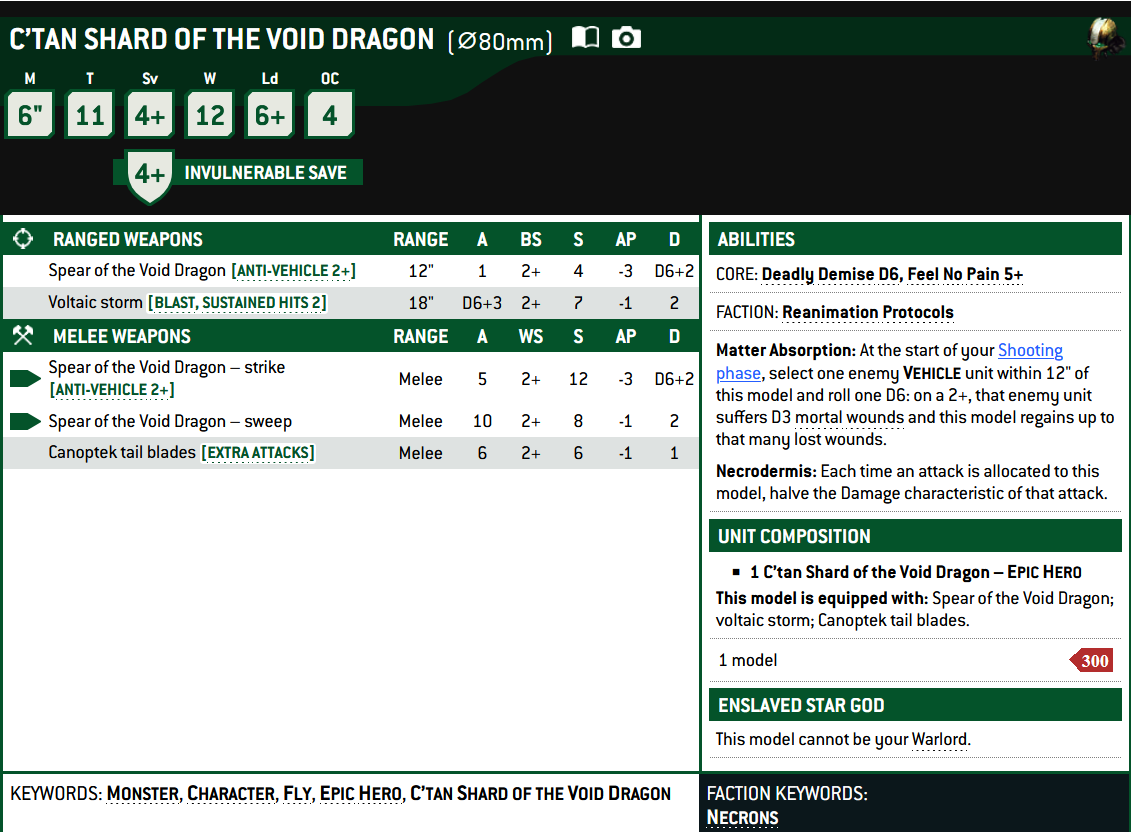 C'TAN SHARD OF THE VOID DRAGON (⌀80mm)
M T Sv W Ld OC
6" 11 4+ 12 6+ 4
4+ INVULNERABLE SAVE
RANGED WEAPONS RANGE A BS S AP D
Spear of the Void Dragon [ANTI-VEHICLE 2+] 12" 1 2+ 4 -3 D6+2
Voltaic storm [BLAST, SUSTAINED HITS 2] 18" D6+3 2+ 7 -1 2
MELEE WEAPONS RANGE A WS S AP D
Spear of the Void Dragon – strike
[ANTI-VEHICLE 2+] Melee 5 2+ 12 -3 D6+2
Spear of the Void Dragon – sweep Melee 10 2+ 8 -1 2
Canoptek tail blades [EXTRA ATTACKS] Melee 6 2+ 6 -1 1
ABILITIES
CORE: Deadly Demise D6, Feel No Pain 5+
FACTION: Reanimation Protocols
Matter Absorption: At the start of your Shooting
phase, select one enemy VEHICLE unit within 12" of
this model and roll one D6: on a 2+, that enemy unit
suffers D3 mortal wounds and this model regains up to
that many lost wounds.
Necrodermis: Each time an attack is allocated to this
model, halve the Damage characteristic of that attack.
UNIT COMPOSITION
▪ 1 C'tan Shard of the Void Dragon – EPIC HERO
This model is equipped with: Spear of the Void Dragon;
voltaic storm; Canoptek tail blades.
1 model 300
ENSLAVED STAR GOD
This model cannot be your Warlord.
KEYWORDS: MONSTER, CHARACTER, FLY, EPIC HERO, C'TAN SHARD OF THE VOID DRAGON
FACTION KEYWORDS:
NECRONS